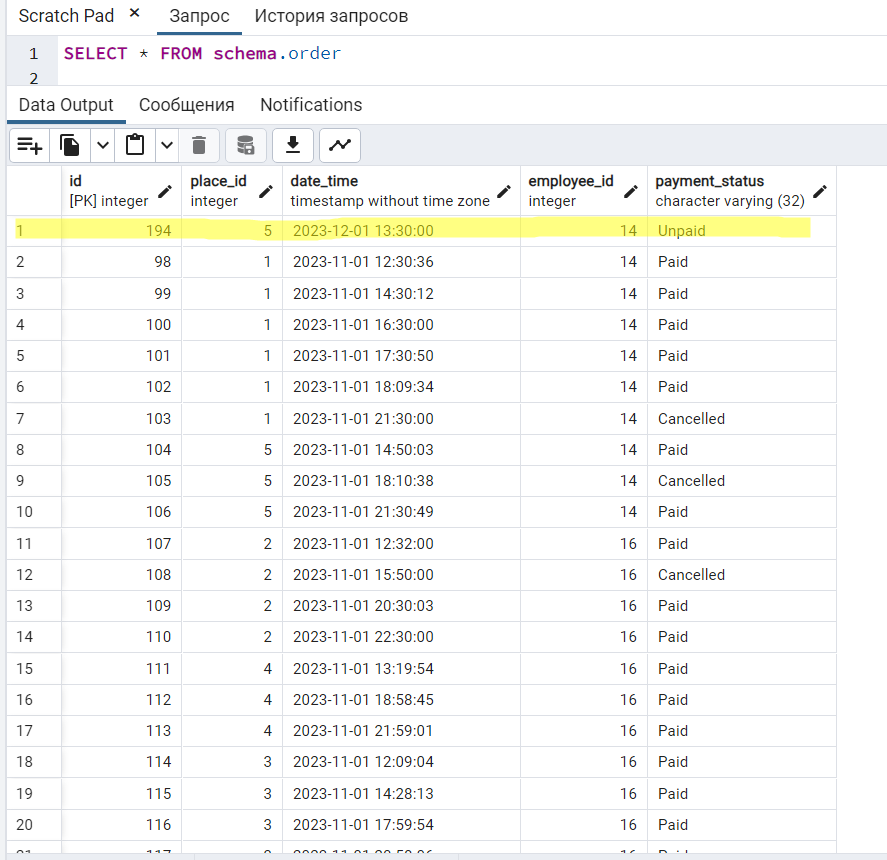 Scratch Pad × Запрос История запросов
1 SELECT * FROM schema.order
2
Data Output Сообщения Notifications
id place_id date_time employee_id payment_status
[PK] integer integer timestamp without time zone integer character varying (32)
1 194 5 2023-12-01 13:30:00 14 Unpaid
2 98 1 2023-11-01 12:30:36 14 Paid
3 99 1 2023-11-01 14:30:12 14 Paid
4 100 1 2023-11-01 16:30:00 14 Paid
5 101 1 2023-11-01 17:30:50 14 Paid
6 102 1 2023-11-01 18:09:34 14 Paid
7 103 1 2023-11-01 21:30:00 14 Cancelled
8 104 5 2023-11-01 14:50:03 14 Paid
9 105 5 2023-11-01 18:10:38 14 Cancelled
10 106 5 2023-11-01 21:30:49 14 Paid
11 107 2 2023-11-01 12:32:00 16 Paid
12 108 2 2023-11-01 15:50:00 16 Cancelled
13 109 2 2023-11-01 20:30:03 16 Paid
14 110 2 2023-11-01 22:30:00 16 Paid
15 111 4 2023-11-01 13:19:54 16 Paid
16 112 4 2023-11-01 18:58:45 16 Paid
17 113 4 2023-11-01 21:59:01 16 Paid
18 114 3 2023-11-01 12:09:04 16 Paid
19 115 3 2023-11-01 14:28:13 16 Paid
20 116 3 2023-11-01 17:59:54 16 Paid